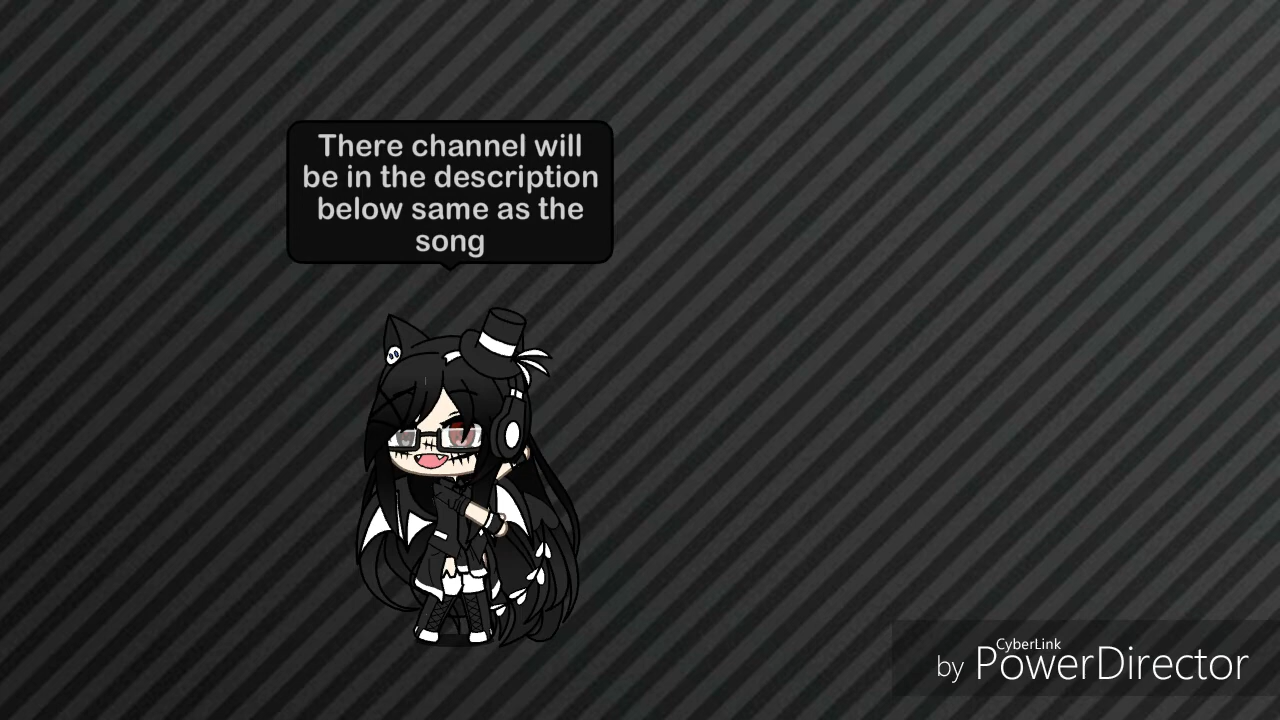 There channel will
be in the description
below same as the
song
CyberLink
by PowerDirector